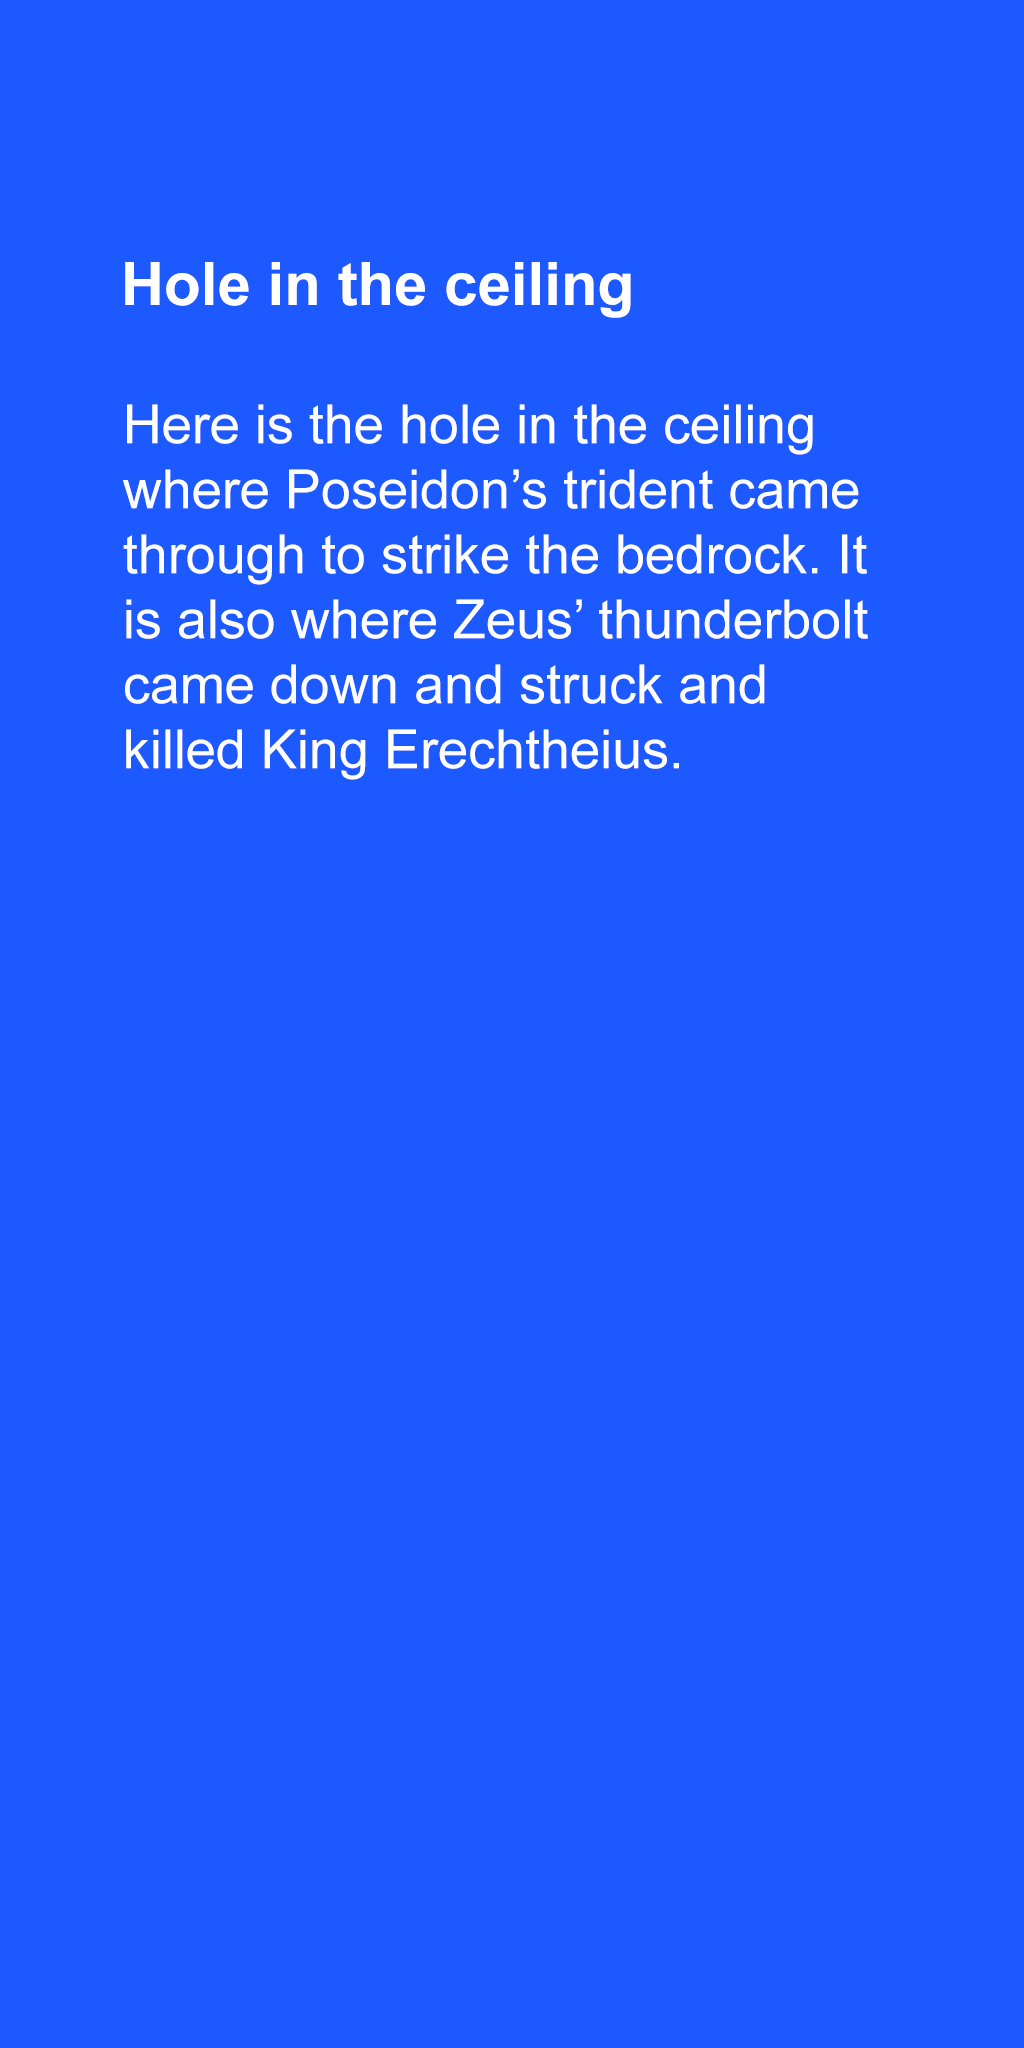 Hole in the ceiling
Here is the hole in the ceiling
where Poseidon’s trident came
through to strike the bedrock. It
is also where Zeus’ thunderbolt
came down and struck and
killed King Erechtheius.